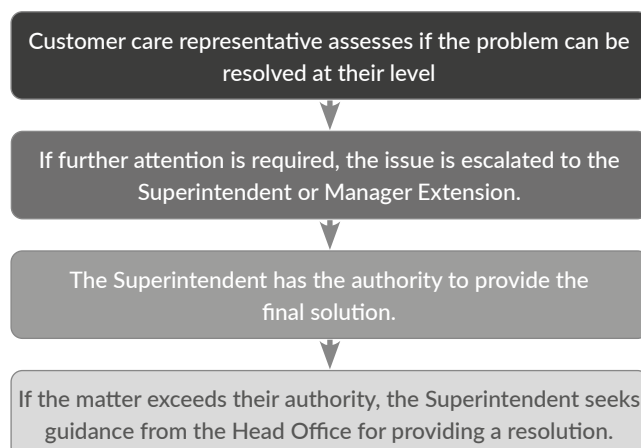 Customer care representative assesses if the problem can be
resolved at their level
If further attention is required, the issue is escalated to the
Superintendent or Manager Extension.
The Superintendent has the authority to provide the
final solution.
If the matter exceeds their authority, the Superintendent seeks
guidance from the Head Office for providing a resolution.